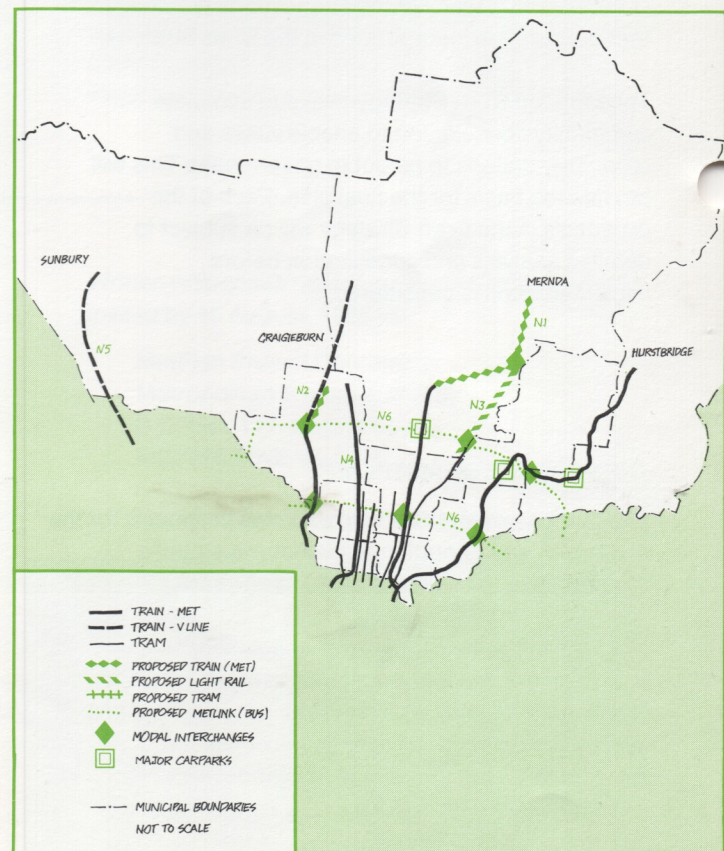 SUNBURY
MERNDA
N1
CRAIGIEBURN
HURSTBRIDGE
N5
N2
N3
N6
N4
N6
TRAIN - MET
TRAIN - V LINE
TRAM
PROPOSED TRAIN (MET)
PROPOSED LIGHT RAIL
PROPOSED TRAM
PROPOSED METLINK (BUS)
MODAL INTERCHANGES
MAJOR CARPARKS
MUNICIPAL BOUNDARIES
NOT TO SCALE